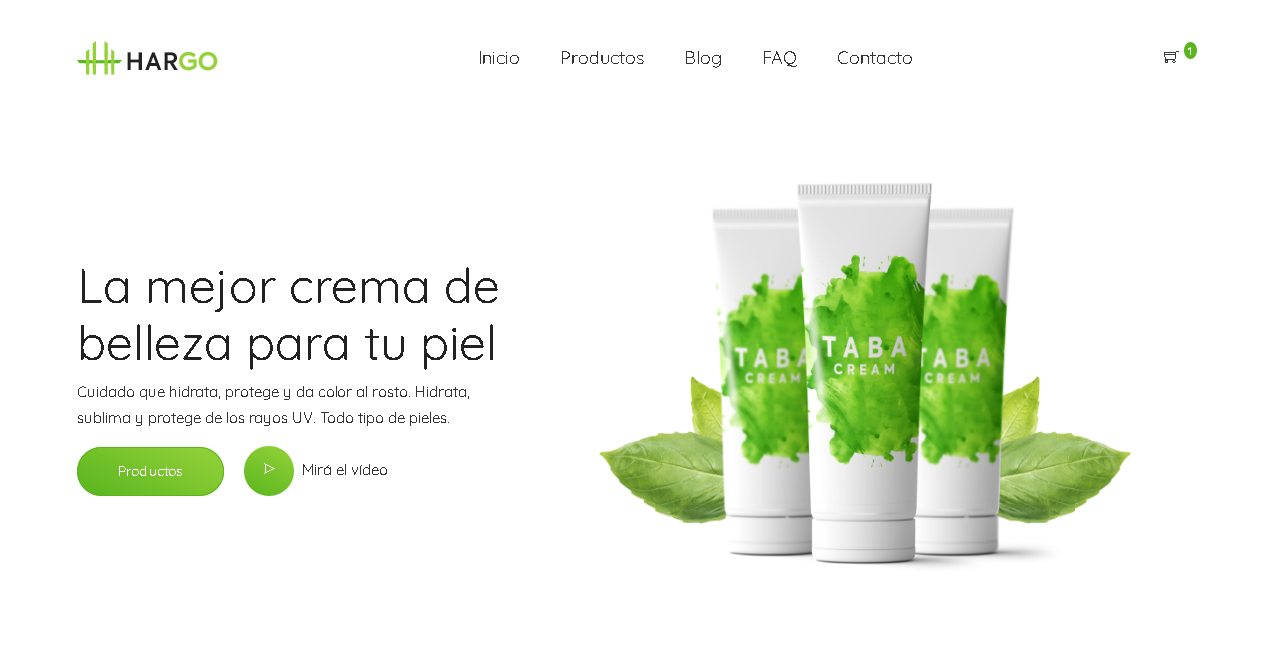 HARGO
Inicio Productos Blog FAQ Contacto
1
La mejor crema de
belleza para tu piel
Cuidado que hidrata, protege y da color al rosto. Hidrata,
sublima y protege de los rayos UV. Todo tipo de pieles.
Productos
Mirá el vídeo
TABA
CREAM
TABA
CREAM
TABA
CREAM